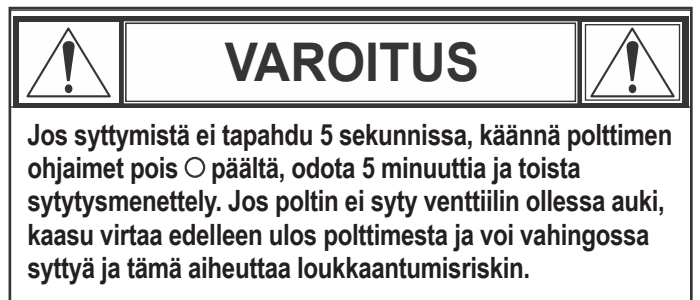 VAROITUS
Jos syttymistä ei tapahdu 5 sekunnissa, käännä polttimen
ohjaimet pois ○ päältä, odota 5 minuuttia ja toista
sytytysmenettely. Jos poltin ei syty venttiilin ollessa auki,
kaasu virtaa edelleen ulos polttimesta ja voi vahingossa
syttyä ja tämä aiheuttaa loukkaantumisriskin.